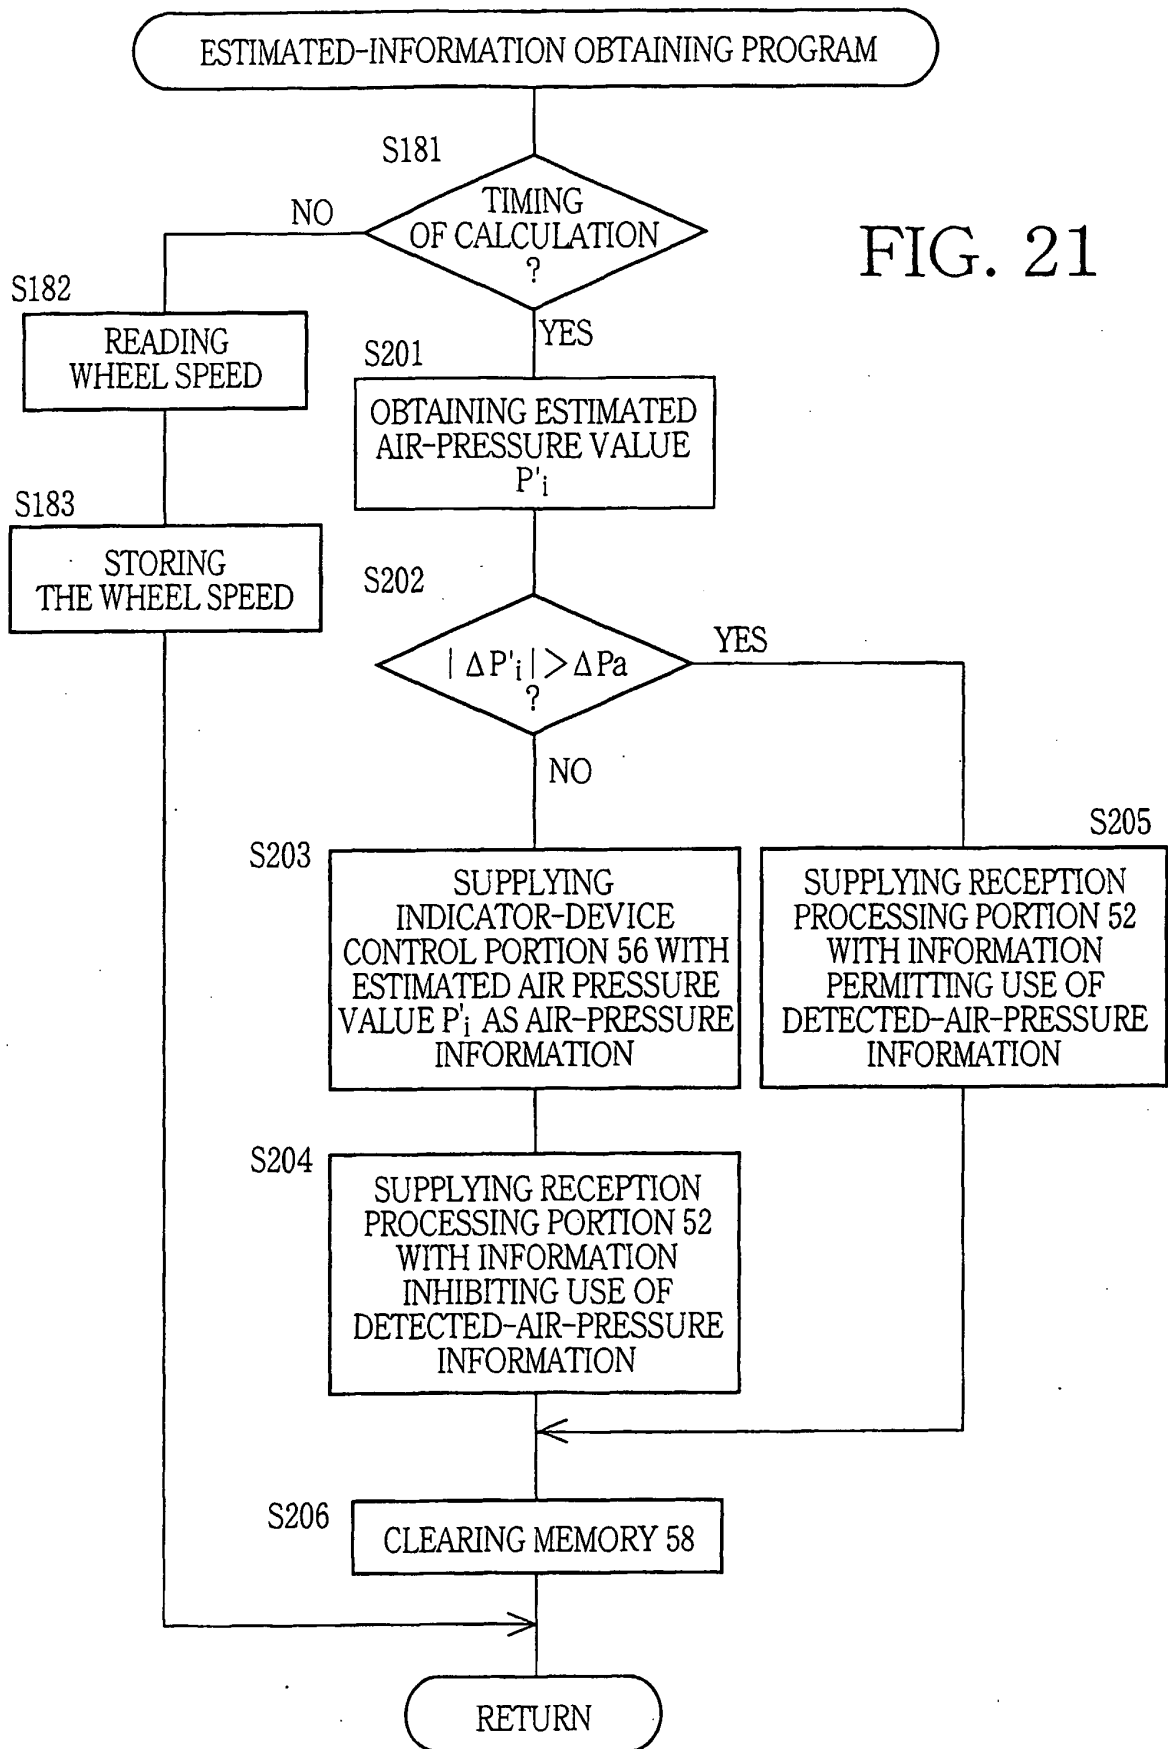 ESTIMATED-INFORMATION OBTAINING PROGRAM
S181
TIMING
OF CALCULATION
?
NO
FIG. 21
S182
READING
WHEEL SPEED
YES
S201
OBTAINING ESTIMATED
AIR-PRESSURE VALUE
P'i
S183
STORING
THE WHEEL SPEED
S202
| ΔP'i | > ΔPa
?
YES
NO
S203
SUPPLYING
INDICATOR-DEVICE
CONTROL PORTION 56 WITH
ESTIMATED AIR PRESSURE
VALUE P'i AS AIR-PRESSURE
INFORMATION
S205
SUPPLYING RECEPTION
PROCESSING PORTION 52
WITH INFORMATION
PERMITTING USE OF
DETECTED-AIR-PRESSURE
INFORMATION
S204
SUPPLYING RECEPTION
PROCESSING PORTION 52
WITH INFORMATION
INHIBITING USE OF
DETECTED-AIR-PRESSURE
INFORMATION
S206
CLEARING MEMORY 58
RETURN